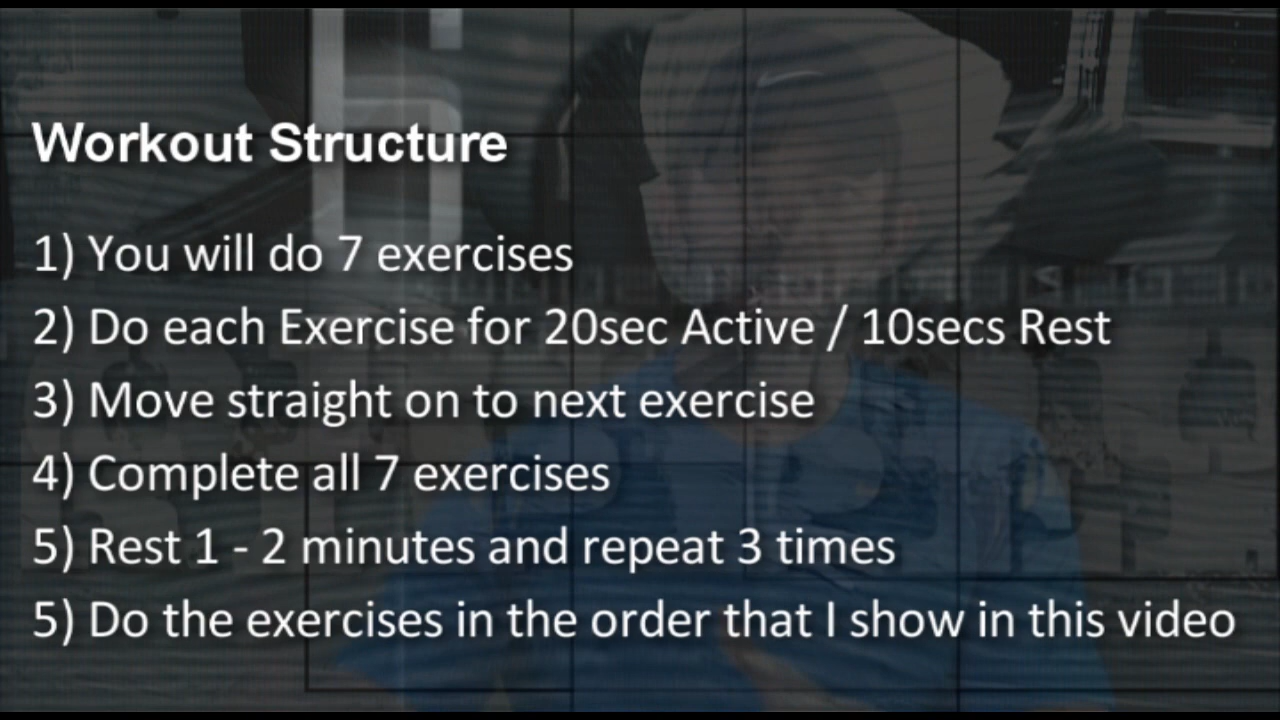 Workout Structure
1) You will do 7 exercises
2) Do each Exercise for 20sec Active / 10secs Rest
3) Move straight on to next exercise
4) Complete all 7 exercises
5) Rest 1 - 2 minutes and repeat 3 times
5) Do the exercises in the order that I show in this video